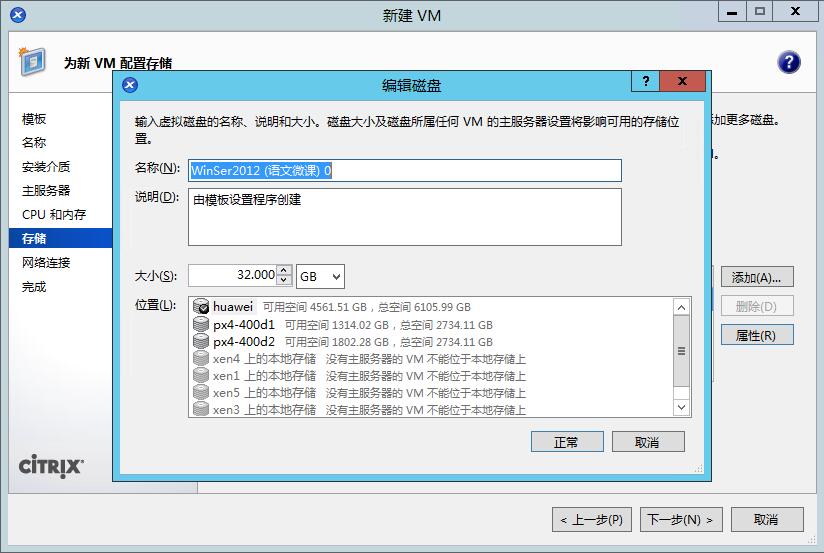 新建 VM
为新 VM 配置存储
模板
名称
安装介质
主服务器
CPU 和内存
存储
网络连接
完成
CITRIX
添加更多磁盘。
编辑磁盘
?
输入虚拟磁盘的名称、说明和大小。磁盘大小及磁盘所属任何 VM 的主服务器设置将影响可用的存储位
置。
名称(N):
WinSer2012 (语文微课) 0
说明(D):
由模板设置程序创建
大小(S):
32.000
GB
位置(L):
huawei 可用空间 4561.51 GB，总空间 6105.99 GB
px4-400d1 可用空间 1314.02 GB，总空间 2734.11 GB
px4-400d2 可用空间 1802.28 GB，总空间 2734.11 GB
xen4 上的本地存储 没有主服务器的 VM 不能位于本地存储上
xen1 上的本地存储 没有主服务器的 VM 不能位于本地存储上
xen5 上的本地存储 没有主服务器的 VM 不能位于本地存储上
xen3 上的本地存储 没有主服务器的 VM 不能位于本地存储上
正常
取消
添加(A)...
删除(D)
属性(R)
< 上一步(P)
下一步(N) >
取消